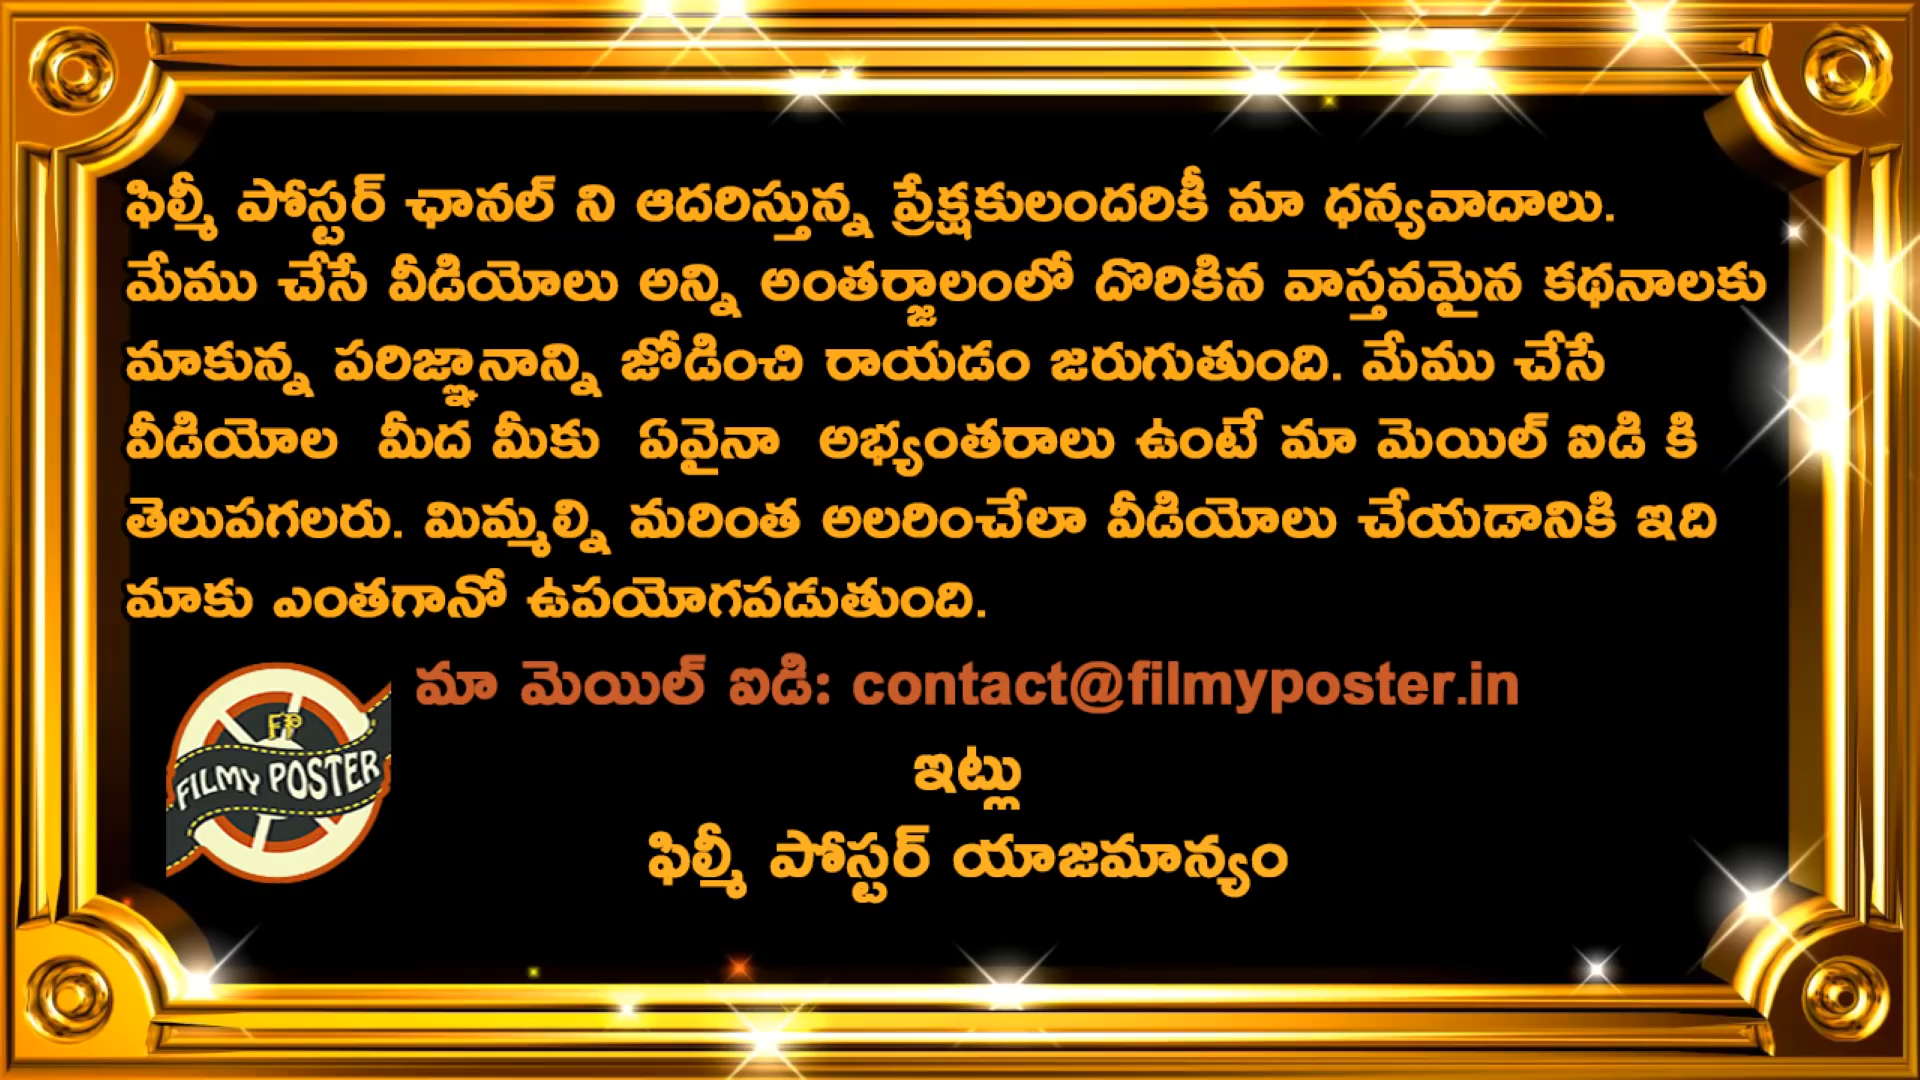 ఫిల్మీ పోస్టర్ ఛానల్ ని ఆదరిస్తున్న ప్రేక్షకులందరికీ మా ధన్యవాదాలు.
మేము చేసే వీడియోలు అన్ని అంతర్జాలంలో దొరికిన వాస్తవమైన కథనాలకు
మాకున్న పరిజ్ఞానాన్ని జోడించి రాయడం జరుగుతుంది. మేము చేసే
వీడియోల మీద మీకు ఏవైనా అభ్యంతరాలు ఉంటే మా మెయిల్ ఐడి కి
తెలుపగలరు. మిమ్మల్ని మరింత అలరించేలా వీడియోలు చేయడానికి ఇది
మాకు ఎంతగానో ఉపయోగపడుతుంది.
మా మెయిల్ ఐడి: contact@filmyposter.in
FP
FILMY POSTER
ఇట్లు
ఫిల్మీ పోస్టర్ యాజమాన్యం